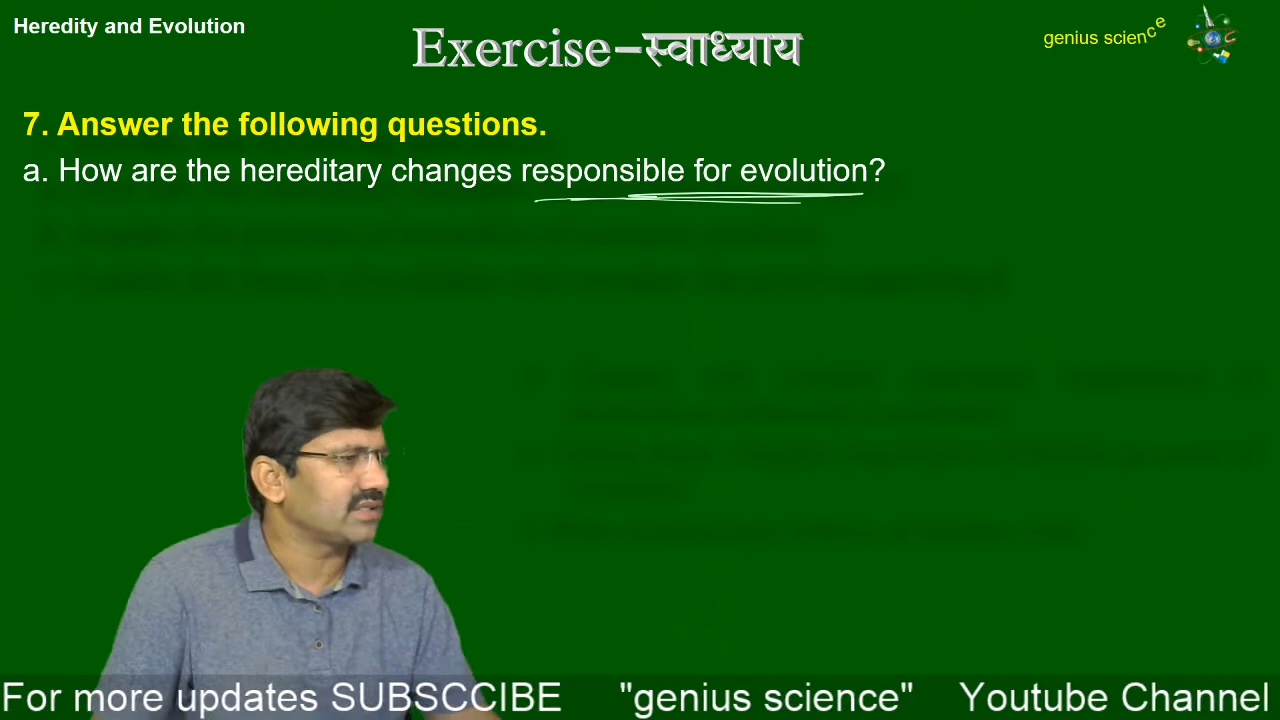 Heredity and Evolution
Exercise-स्वाध्याय
genius science
7. Answer the following questions.
a. How are the hereditary changes responsible for evolution?
For more updates SUBSCCIBE "genius science" Youtube Channel